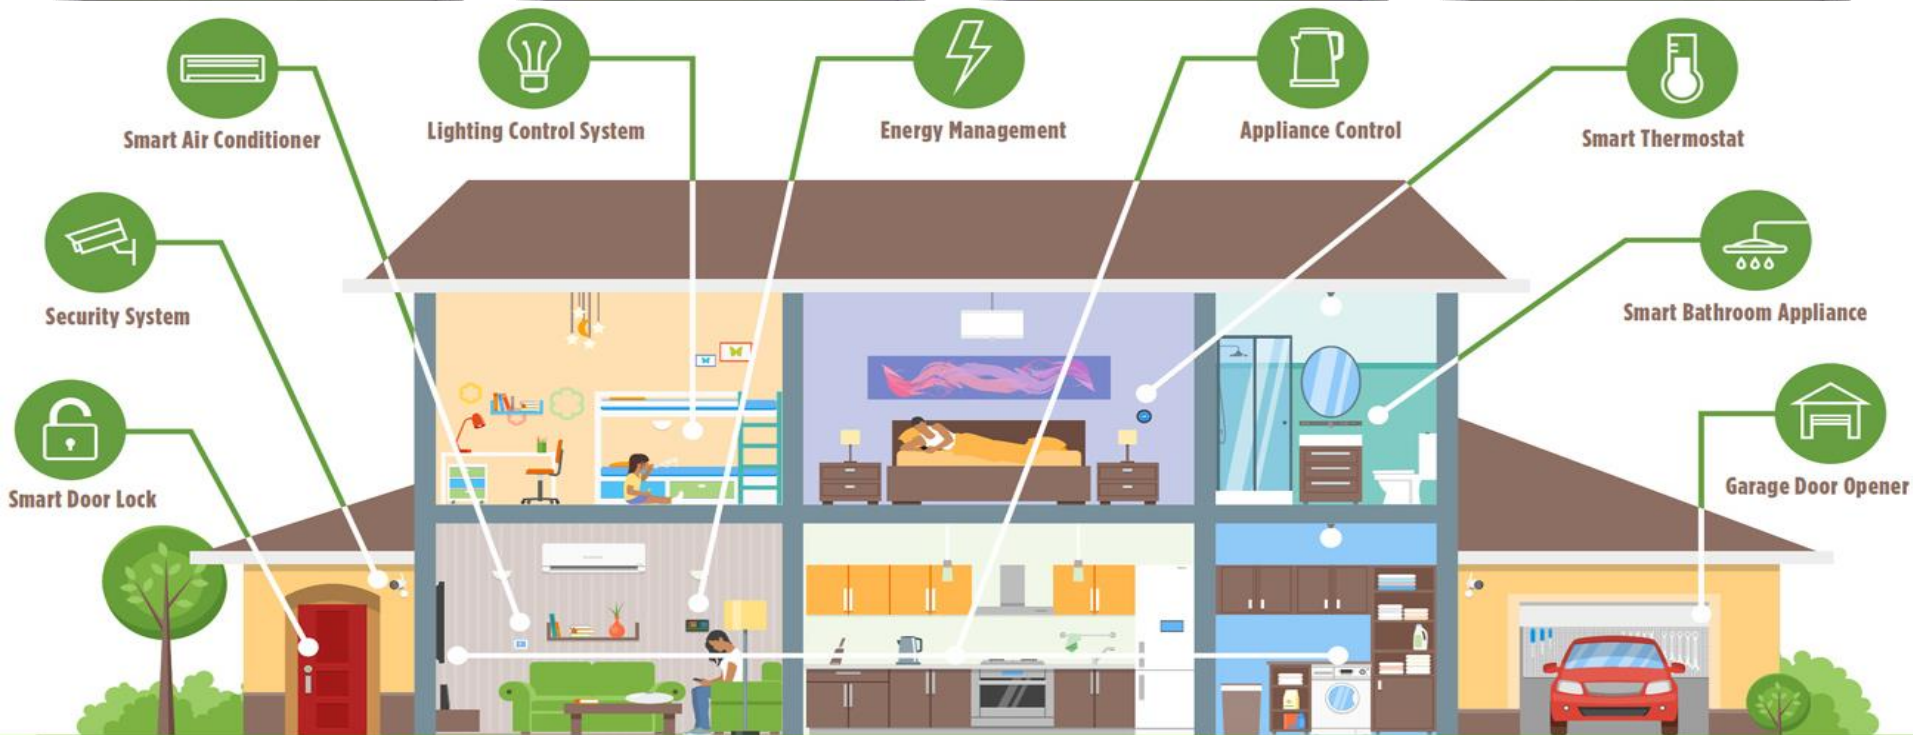 Smart Air Conditioner
Lighting Control System
Energy Management
Appliance Control
Smart Thermostat
Security System
Smart Bathroom Appliance
Smart Door Lock
Garage Door Opener